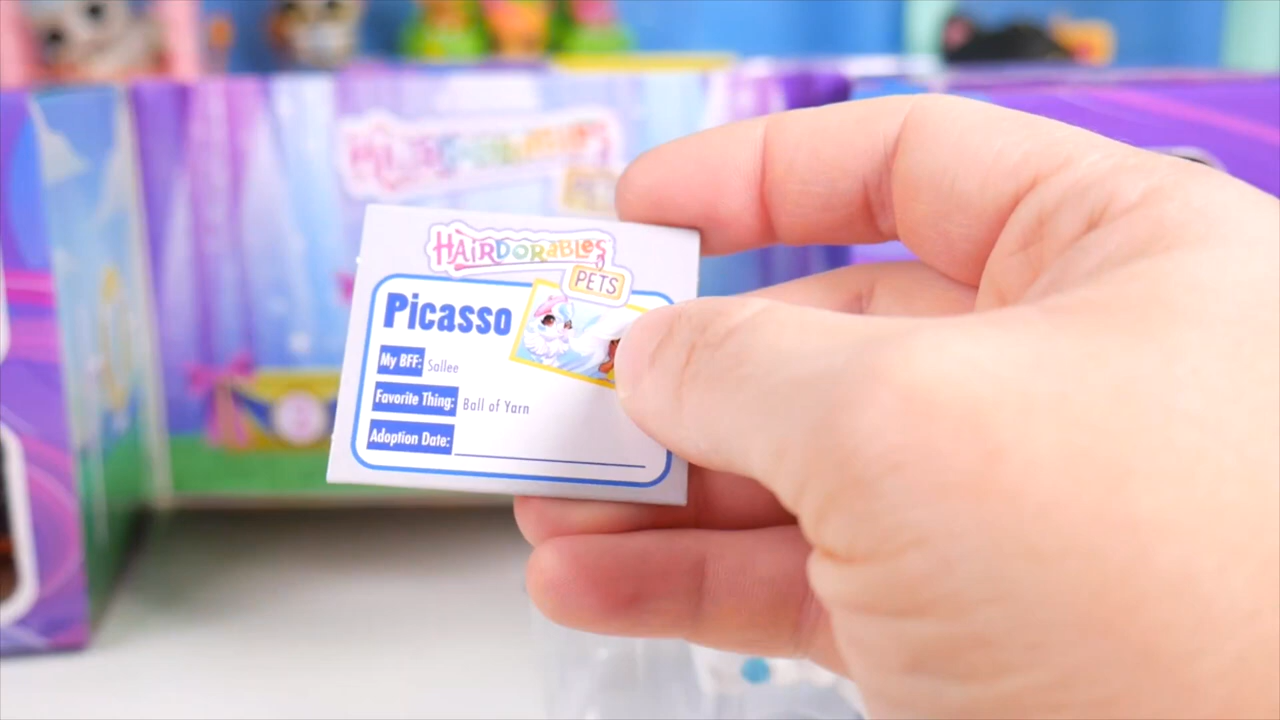 HAIRDORABLES
PETS
Picasso
My BFF: Sallee
Favorite Thing: Ball of Yarn
Adoption Date: